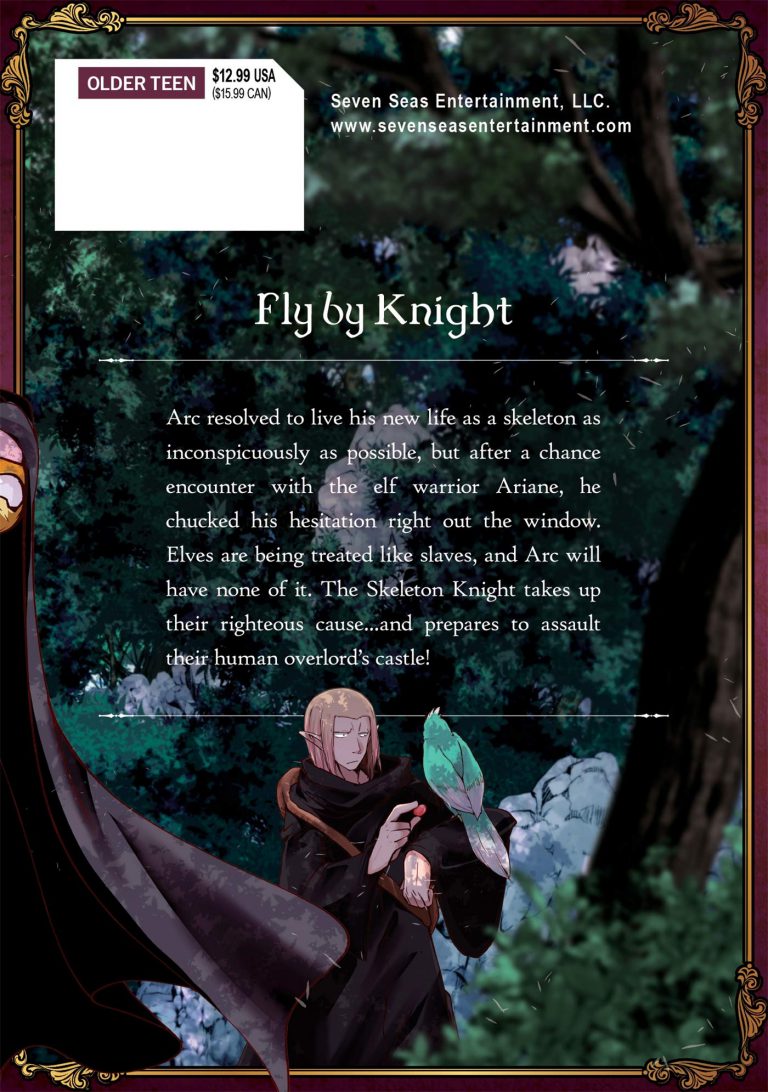 OLDER TEEN $12.99 USA
($15.99 CAN)
Seven Seas Entertainment, LLC.
www.sevenseasentertainment.com
Fly by Knight
Arc resolved to live his new life as a skeleton as
inconspicuously as possible, but after a chance
encounter with the elf warrior Ariane, he
chucked his hesitation right out the window.
Elves are being treated like slaves, and Arc will
have none of it. The Skeleton Knight takes up
their righteous cause...and prepares to assault
their human overlord's castle!